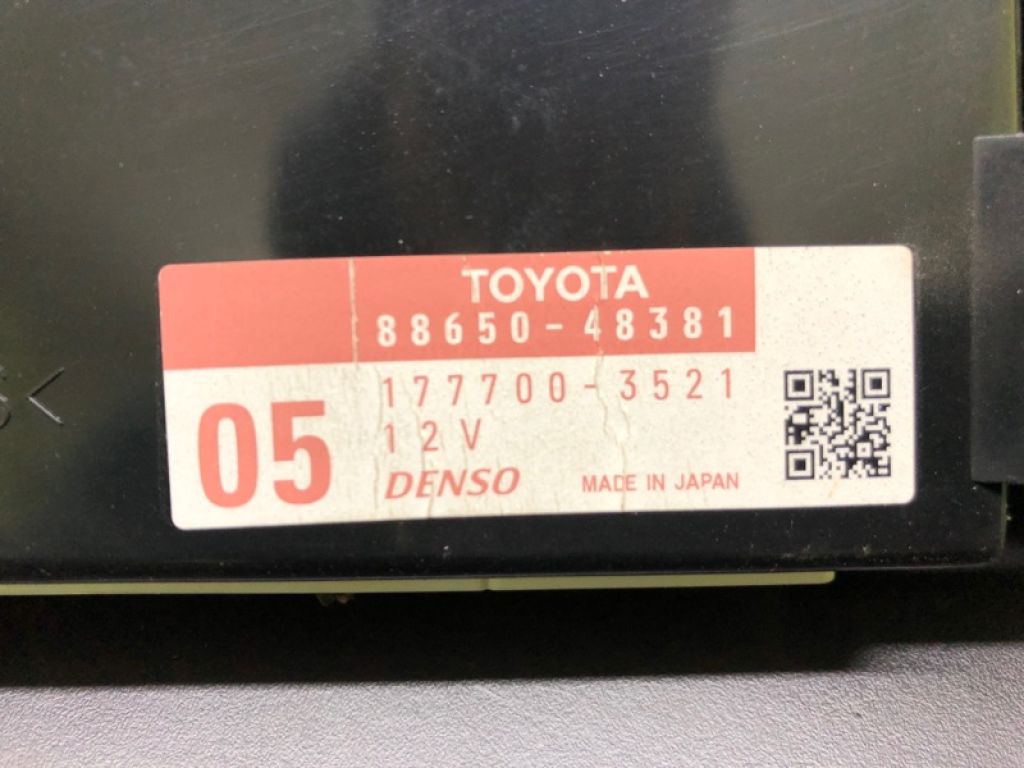 TOYOTA
88650-48381
177700-3521
12V
05
DENSO
MADE IN JAPAN